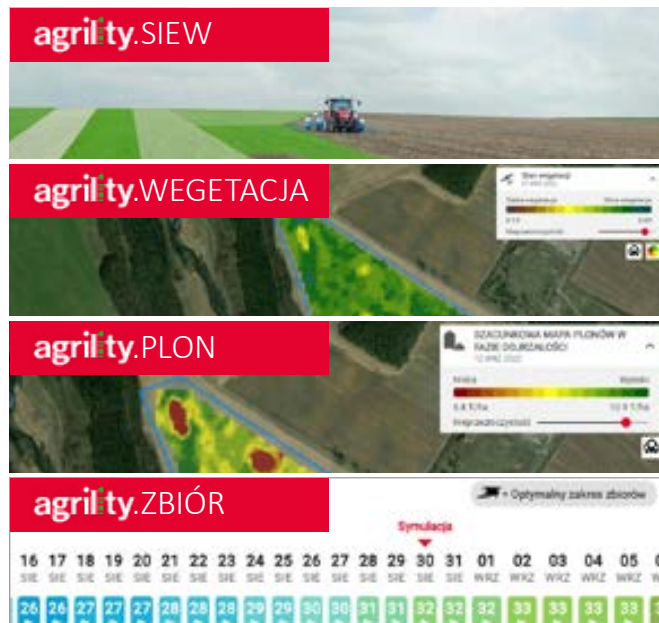 agrility.SIEW
agrility.WEGETACJA
Stan wegetacji
agrility.PLON
SZACUNKOWA MAPA PLONÓW W
FAZIE DOJRZAŁOŚCI
Nieprzezroczystość
agrility.ZBIÓR
= Optymalny zakres zbiorów
Symulacja
16 17 18 19 20 21 22 23 24 25 26 27 28 29 30 31 01 02 03 04 05
SIE SIE SIE SIE SIE SIE SIE SIE SIE SIE SIE SIE SIE SIE SIE SIE WRZ WRZ WRZ WRZ WRZ
26 26 27 27 27 28 28 28 29 29 30 30 31 31 32 32 32 33 33 33 33